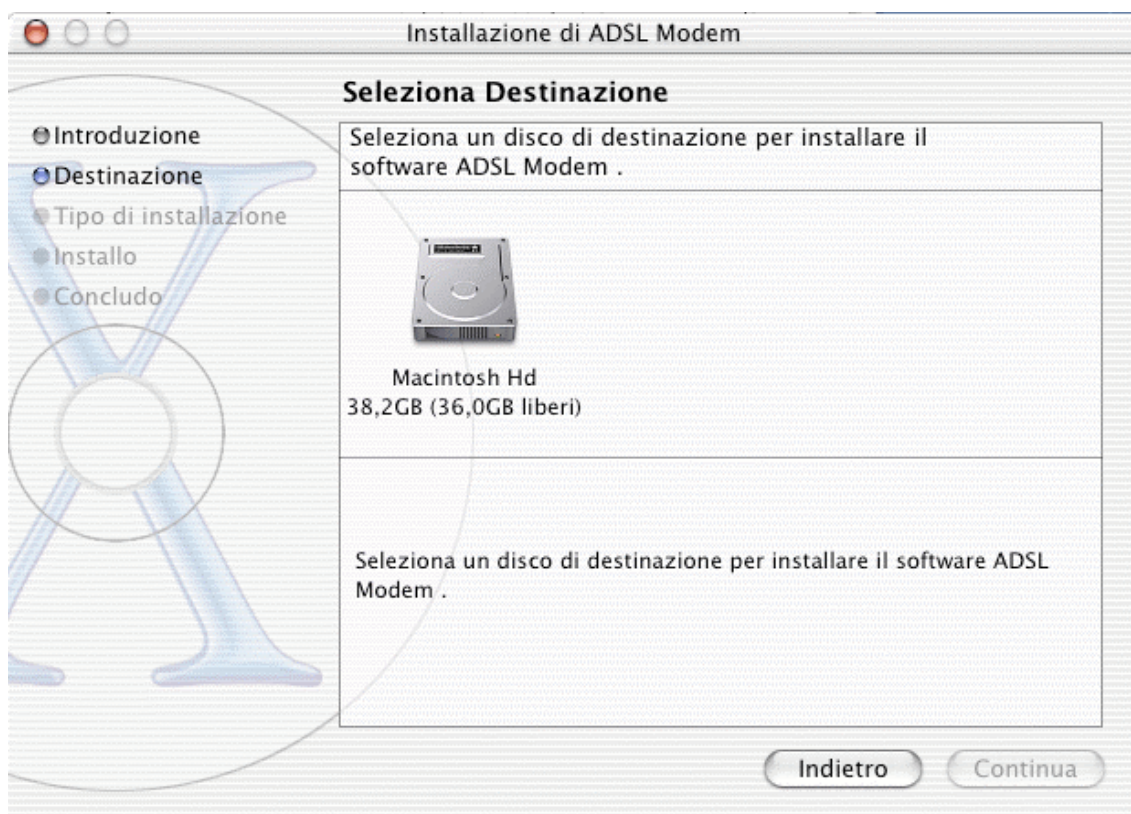 Installazione di ADSL Modem
Seleziona Destinazione
Introduzione
Destinazione
Tipo di installazione
Installo
Concludo
Seleziona un disco di destinazione per installare il
software ADSL Modem .
Macintosh Hd
38,2GB (36,0GB liberi)
Seleziona un disco di destinazione per installare il software ADSL
Modem .
Indietro
Continua